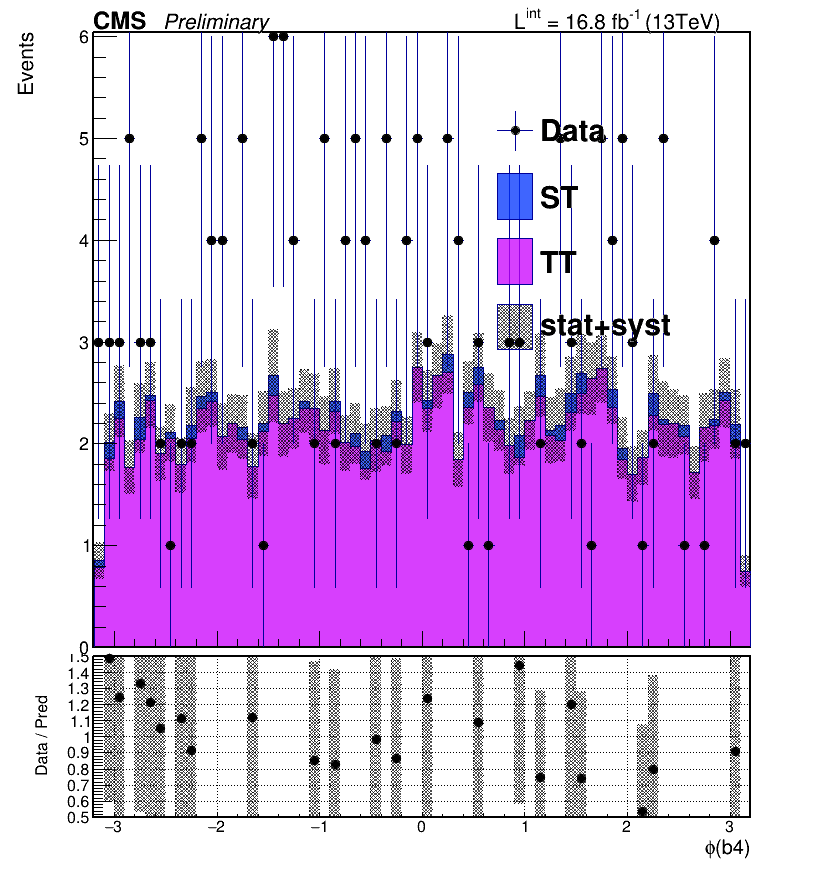 CMS Preliminary L^int = 16.8 fb^-1 (13TeV)
Events
6
5
4
3
2
1
0
Data
ST
TT
stat+syst
Data / Pred
1.5
1.4
1.3
1.2
1.1
1
0.9
0.8
0.7
0.6
0.5
−3 −2 −1 0 1 2 3
ϕ(b4)